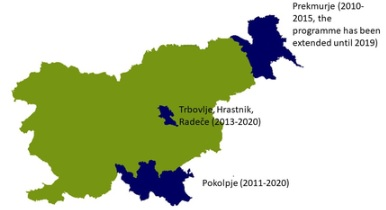 Prekmurje (2010-
2015, the
programme has been
extended until 2019)
Trbovlje, Hrastnik,
Radeče (2013-2020)
Pokolpje (2011-2020)